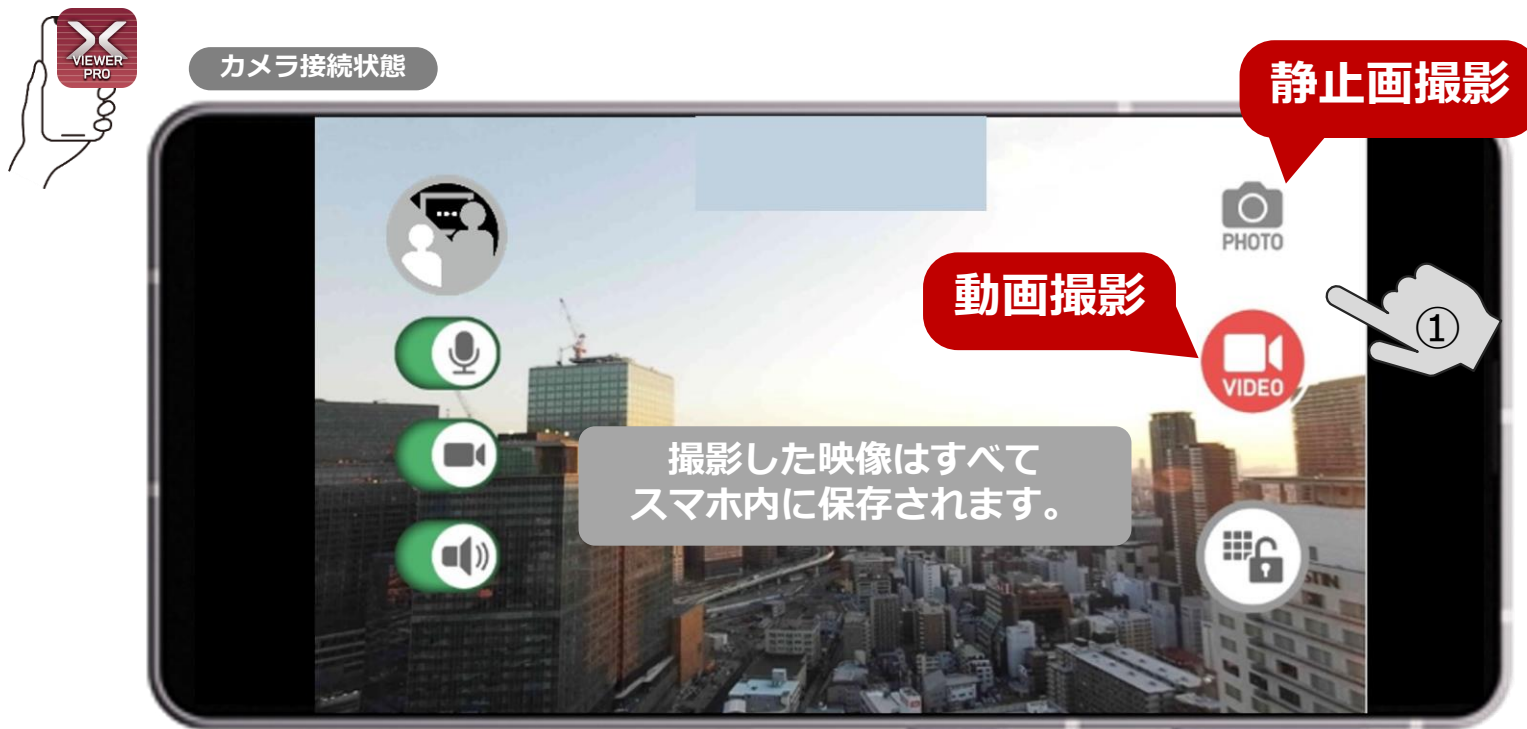 VIEWER
PRO
カメラ接続状態
静止画撮影
PHOTO
動画撮影
①
VIDEO
撮影した映像はすべて
スマホ内に保存されます。